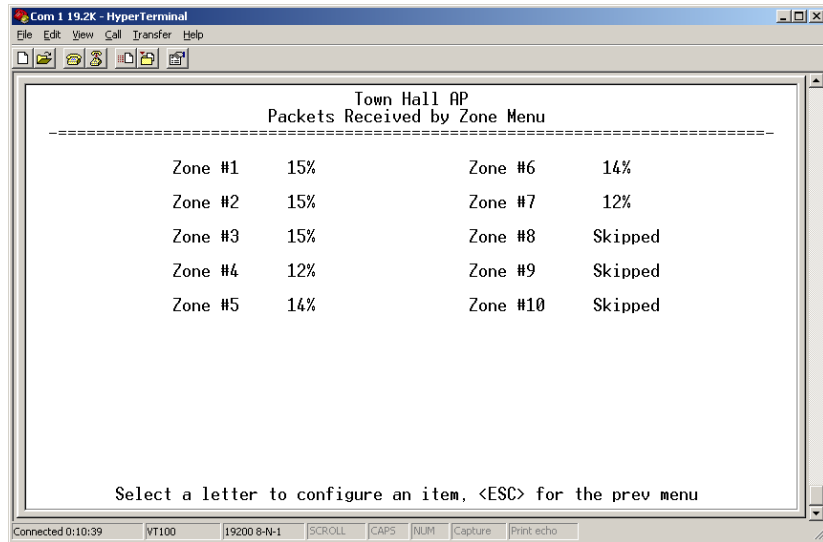 Com 1 19.2K - HyperTerminal
File Edit View Call Transfer Help
Town Hall AP
Packets Received by Zone Menu
-==========================================================================-
Zone #1 15% Zone #6 14%
Zone #2 15% Zone #7 12%
Zone #3 15% Zone #8 Skipped
Zone #4 12% Zone #9 Skipped
Zone #5 14% Zone #10 Skipped
Select a letter to configure an item, <ESC> for the prev menu
Connected 0:10:39 VT100 19200 8-N-1 SCROLL CAPS NUM Capture Print echo